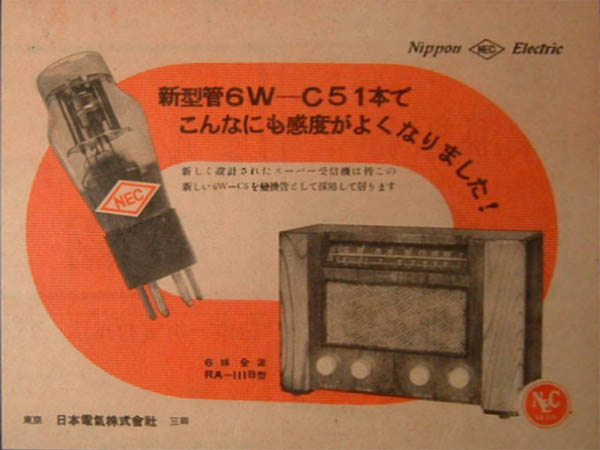 Nippon NEC Electric
新型管6W—C5 1本で
こんなにも感度がよくなりました!
新しく設計されたスーパー受信機は皆この
新しい6W—C5を變換管として採用して居ります
NEC
6球全波
RA—111B型
NEC
東京 日本電氣株式會社 三田